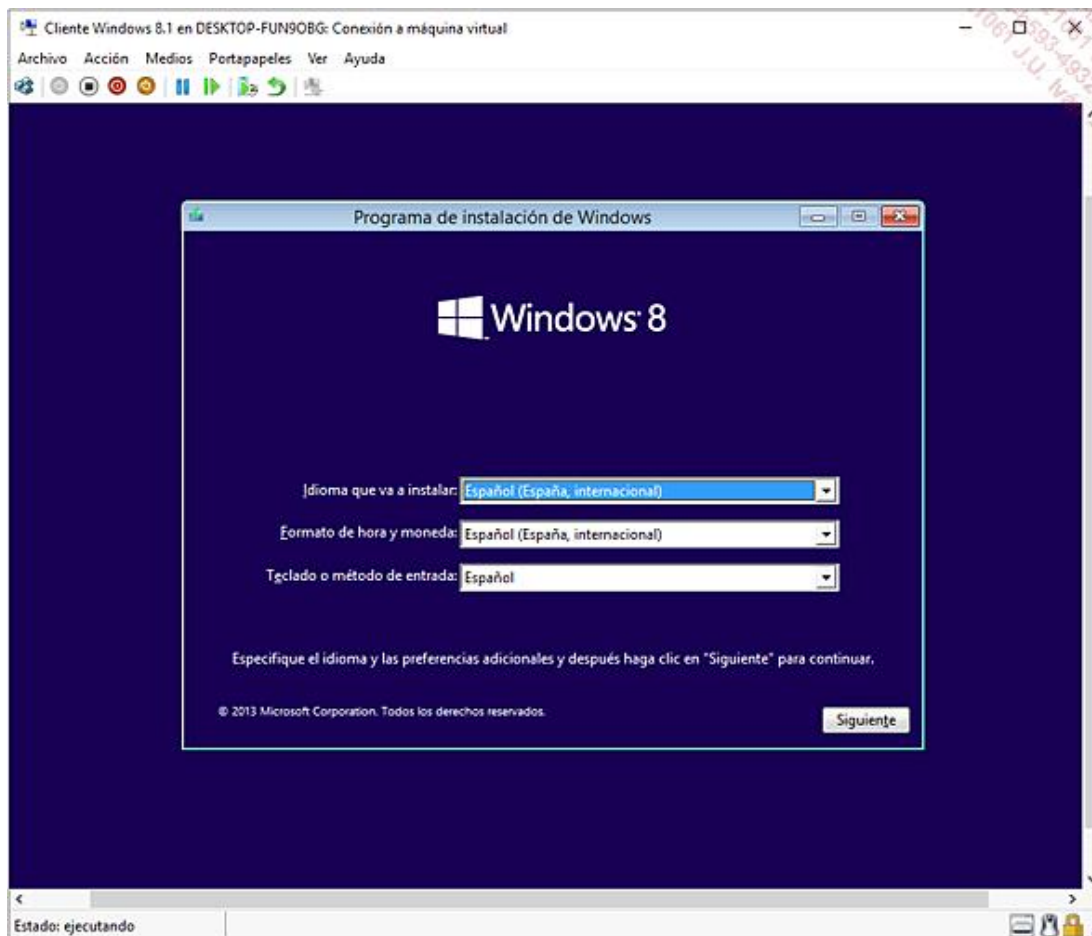 Cliente Windows 8.1 en DESKTOP-FUN9OBG: Conexión a máquina virtual
Archivo Acción Medios Portapapeles Ver Ayuda
Programa de instalación de Windows
Windows 8
Idioma que va a instalar: Español (España, internacional)
Formato de hora y moneda: Español (España, internacional)
Teclado o método de entrada: Español
Especifique el idioma y las preferencias adicionales y después haga clic en "Siguiente" para continuar.
© 2013 Microsoft Corporation. Todos los derechos reservados.
Siguiente
Estado: ejecutando